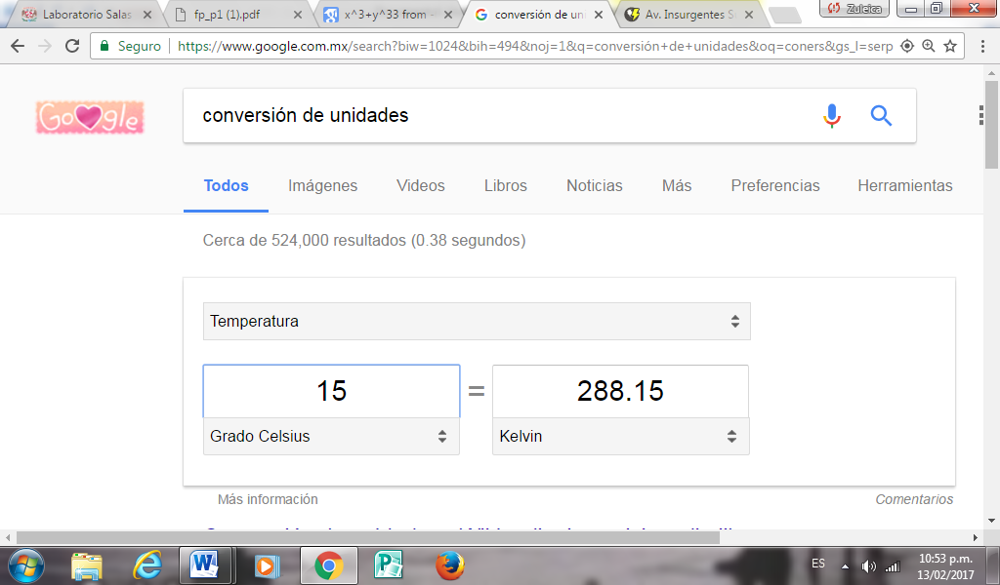 Laboratorio Salas
fp_p1 (1).pdf
x^3+y^33 from -
conversión de uni
Av. Insurgentes S
Zuleica
Seguro
https://www.google.com.mx/search?biw=1024&bih=494&noj=1&q=conversión+de+unidades&oq=coners&gs_l=serp
Google
conversión de unidades
Todos Imágenes Videos Libros Noticias Más Preferencias Herramientas
Cerca de 524,000 resultados (0.38 segundos)
Temperatura
15 = 288.15
Grado Celsius Kelvin
Más información Comentarios
ES
10:53 p.m.
13/02/2017